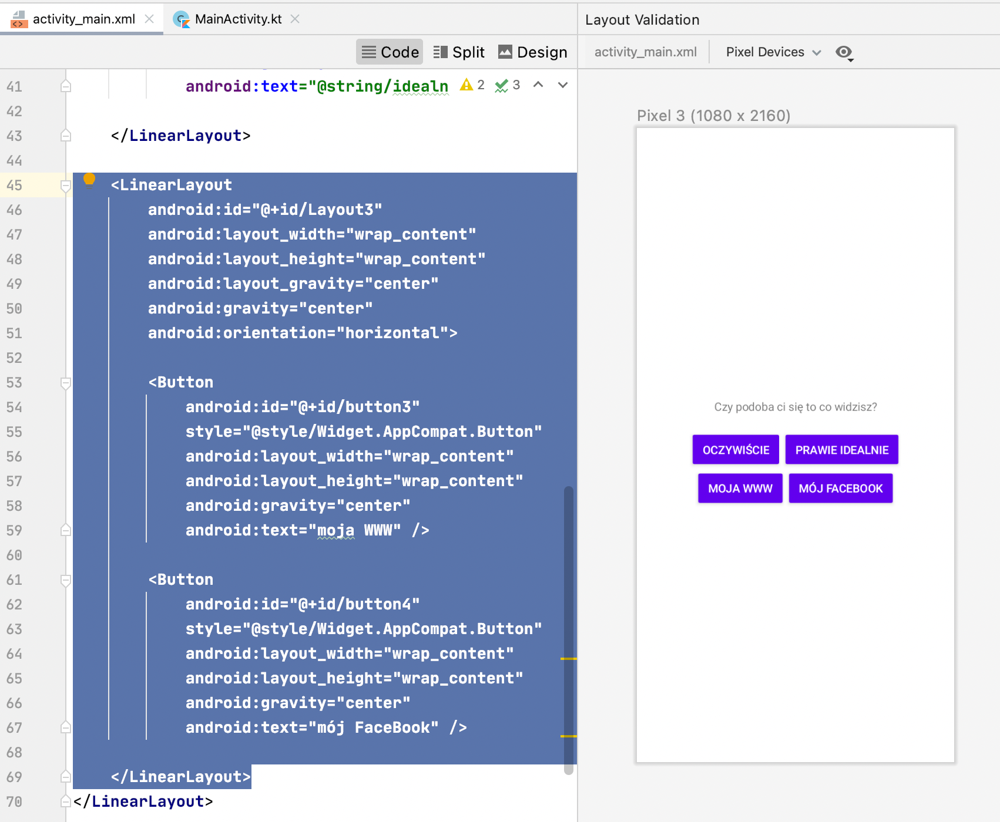 activity_main.xml
MainActivity.kt
Layout Validation
Code
Split
Design
activity_main.xml
Pixel Devices
41 android:text="@string/idealn
2
3
42
43 </LinearLayout>
44
45 <LinearLayout
46 android:id="@+id/Layout3"
47 android:layout_width="wrap_content"
48 android:layout_height="wrap_content"
49 android:layout_gravity="center"
50 android:gravity="center"
51 android:orientation="horizontal">
52
53 <Button
54 android:id="@+id/button3"
55 style="@style/Widget.AppCompat.Button"
56 android:layout_width="wrap_content"
57 android:layout_height="wrap_content"
58 android:gravity="center"
59 android:text="moja WWW" />
60
61 <Button
62 android:id="@+id/button4"
63 style="@style/Widget.AppCompat.Button"
64 android:layout_width="wrap_content"
65 android:layout_height="wrap_content"
66 android:gravity="center"
67 android:text="mój FaceBook" />
68
69 </LinearLayout>
70 </LinearLayout>
Pixel 3 (1080 x 2160)
Czy podoba ci się to co widzisz?
OCZYWIŚCIE
PRAWIE IDEALNIE
MOJA WWW
MÓJ FACEBOOK